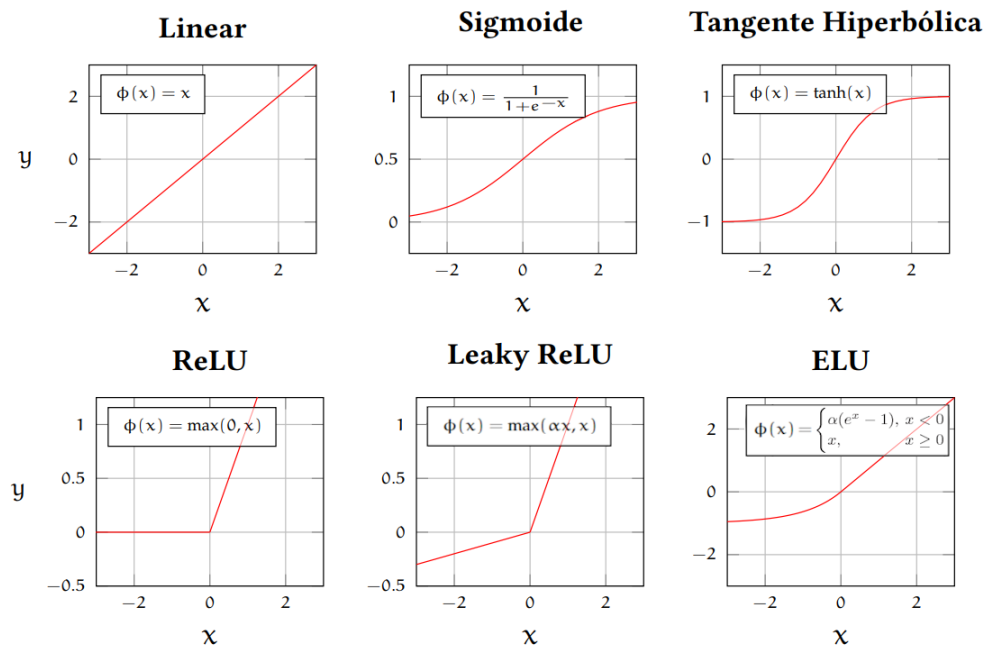 Linear
Sigmoide
Tangente Hiperbólica
ϕ(x) = x
ϕ(x) = 1/(1+e^−x)
ϕ(x) = tanh(x)
y
2
0
−2
−2 0 2
x
1
0.5
0
−2 0 2
x
1
0
−1
−2 0 2
x
ReLU
Leaky ReLU
ELU
ϕ(x) = max(0, x)
ϕ(x) = max(αx, x)
ϕ(x) = {α(e^x − 1), x < 0
x, x ≥ 0
y
1
0.5
0
−0.5
−2 0 2
x
1
0.5
0
−0.5
−2 0 2
x
2
0
−2
−2 0 2
x